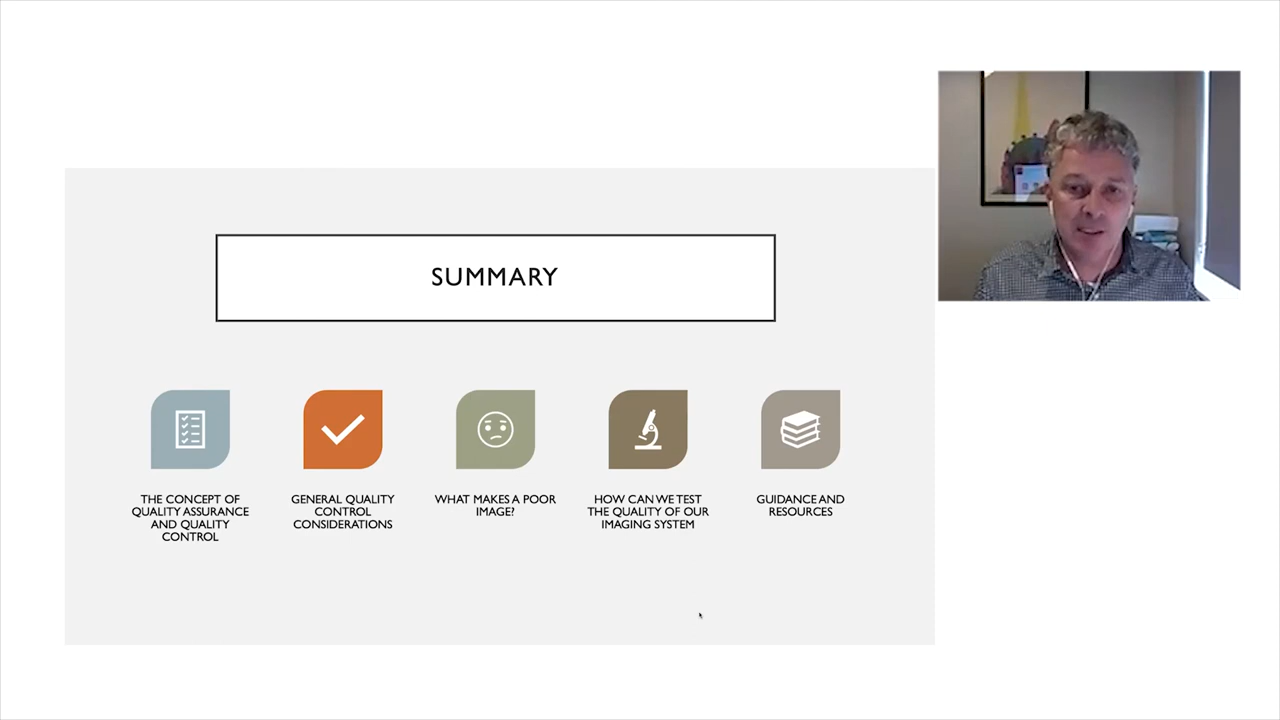 SUMMARY
THE CONCEPT OF
QUALITY ASSURANCE
AND QUALITY
CONTROL
GENERAL QUALITY
CONTROL
CONSIDERATIONS
WHAT MAKES A POOR
IMAGE?
HOW CAN WE TEST
THE QUALITY OF OUR
IMAGING SYSTEM
GUIDANCE AND
RESOURCES